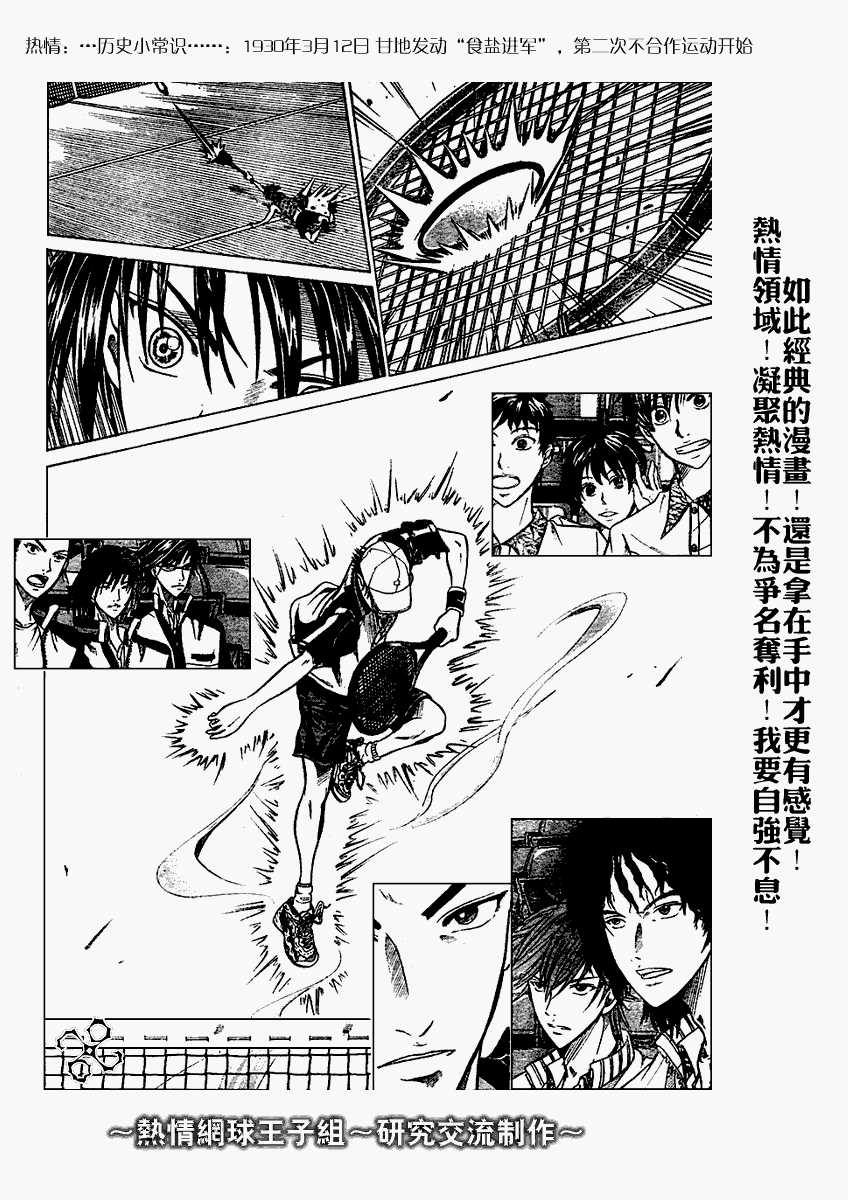 热情：…历史小常识……：1930年3月12日 甘地发动“食盐进军”，第二次不合作运动开始
如此經典的漫畫！還是拿在手中才更有感覺！
熱情領域！凝聚熱情！不為爭名奪利！我要自強不息！
～熱情網球王子組～研究交流制作～